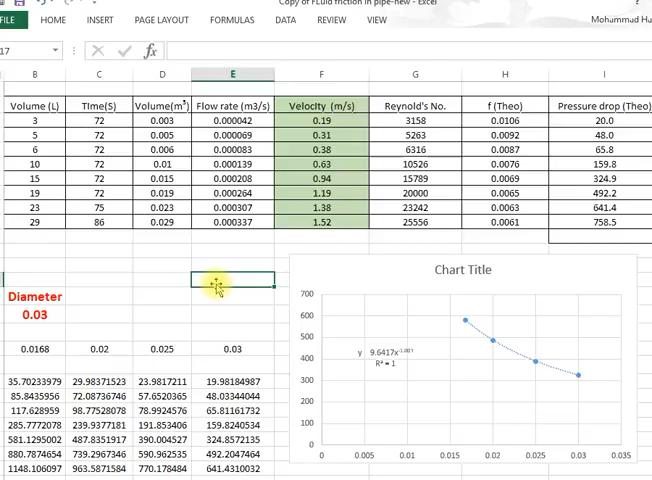 Copy of FLuid friction in pipe-new - Excel
?
FILE HOME INSERT PAGE LAYOUT FORMULAS DATA REVIEW VIEW
Mohammad Hu
17 fx
B C D E F G H I
Volume (L) TIme(S) Volume(m³) Flow rate (m3/s) Velocity (m/s) Reynold's No. f (Theo) Pressure drop (Theo)
3 72 0.003 0.000042 0.19 3158 0.0106 20.0
5 72 0.005 0.000069 0.31 5263 0.0092 48.0
6 72 0.006 0.000083 0.38 6316 0.0087 65.8
10 72 0.01 0.000139 0.63 10526 0.0076 159.8
15 72 0.015 0.000208 0.94 15789 0.0069 324.9
19 72 0.019 0.000264 1.19 20000 0.0065 492.2
23 75 0.023 0.000307 1.38 23242 0.0063 641.4
29 86 0.029 0.000337 1.52 25556 0.0061 758.5
Diameter
0.03
0.0168 0.02 0.025 0.03
35.70233979 29.98371523 23.9817211 19.98184987
85.8435956 72.08736746 57.6520365 48.03344044
117.628959 98.77528078 78.9924576 65.81161732
285.7772078 239.9377181 191.853406 159.8240534
581.1295002 487.8351917 390.004527 324.8572135
880.7874654 739.2967346 590.962535 492.2047464
1148.106097 963.5871584 770.178484 641.4310032
Chart Title
700
600
500
400
300
200
100
0
y 9.6417x-1.001
R² = 1
0 0.005 0.01 0.015 0.02 0.025 0.03 0.035